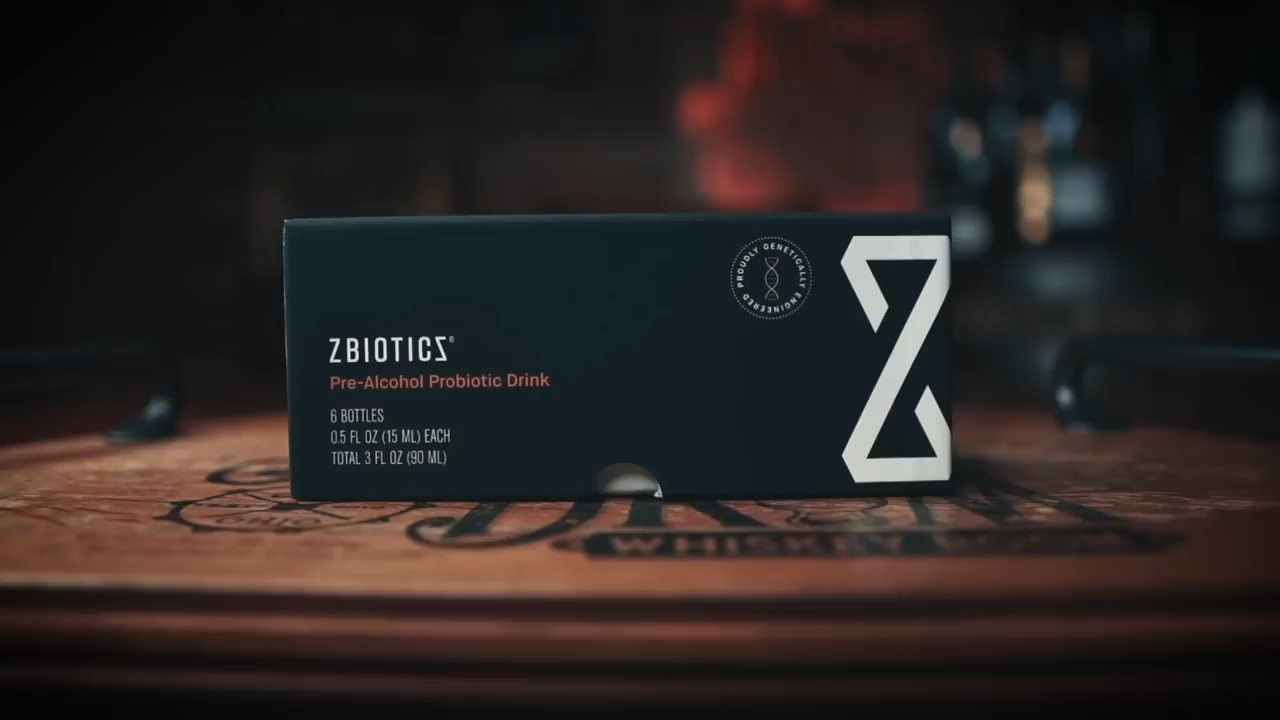 PROUDLY GENETICALLY ENGINEERED
ZBIOTICS®
Pre-Alcohol Probiotic Drink
6 BOTTLES
0.5 FL OZ (15 ML) EACH
TOTAL 3 FL OZ (90 ML)
WHISKEY